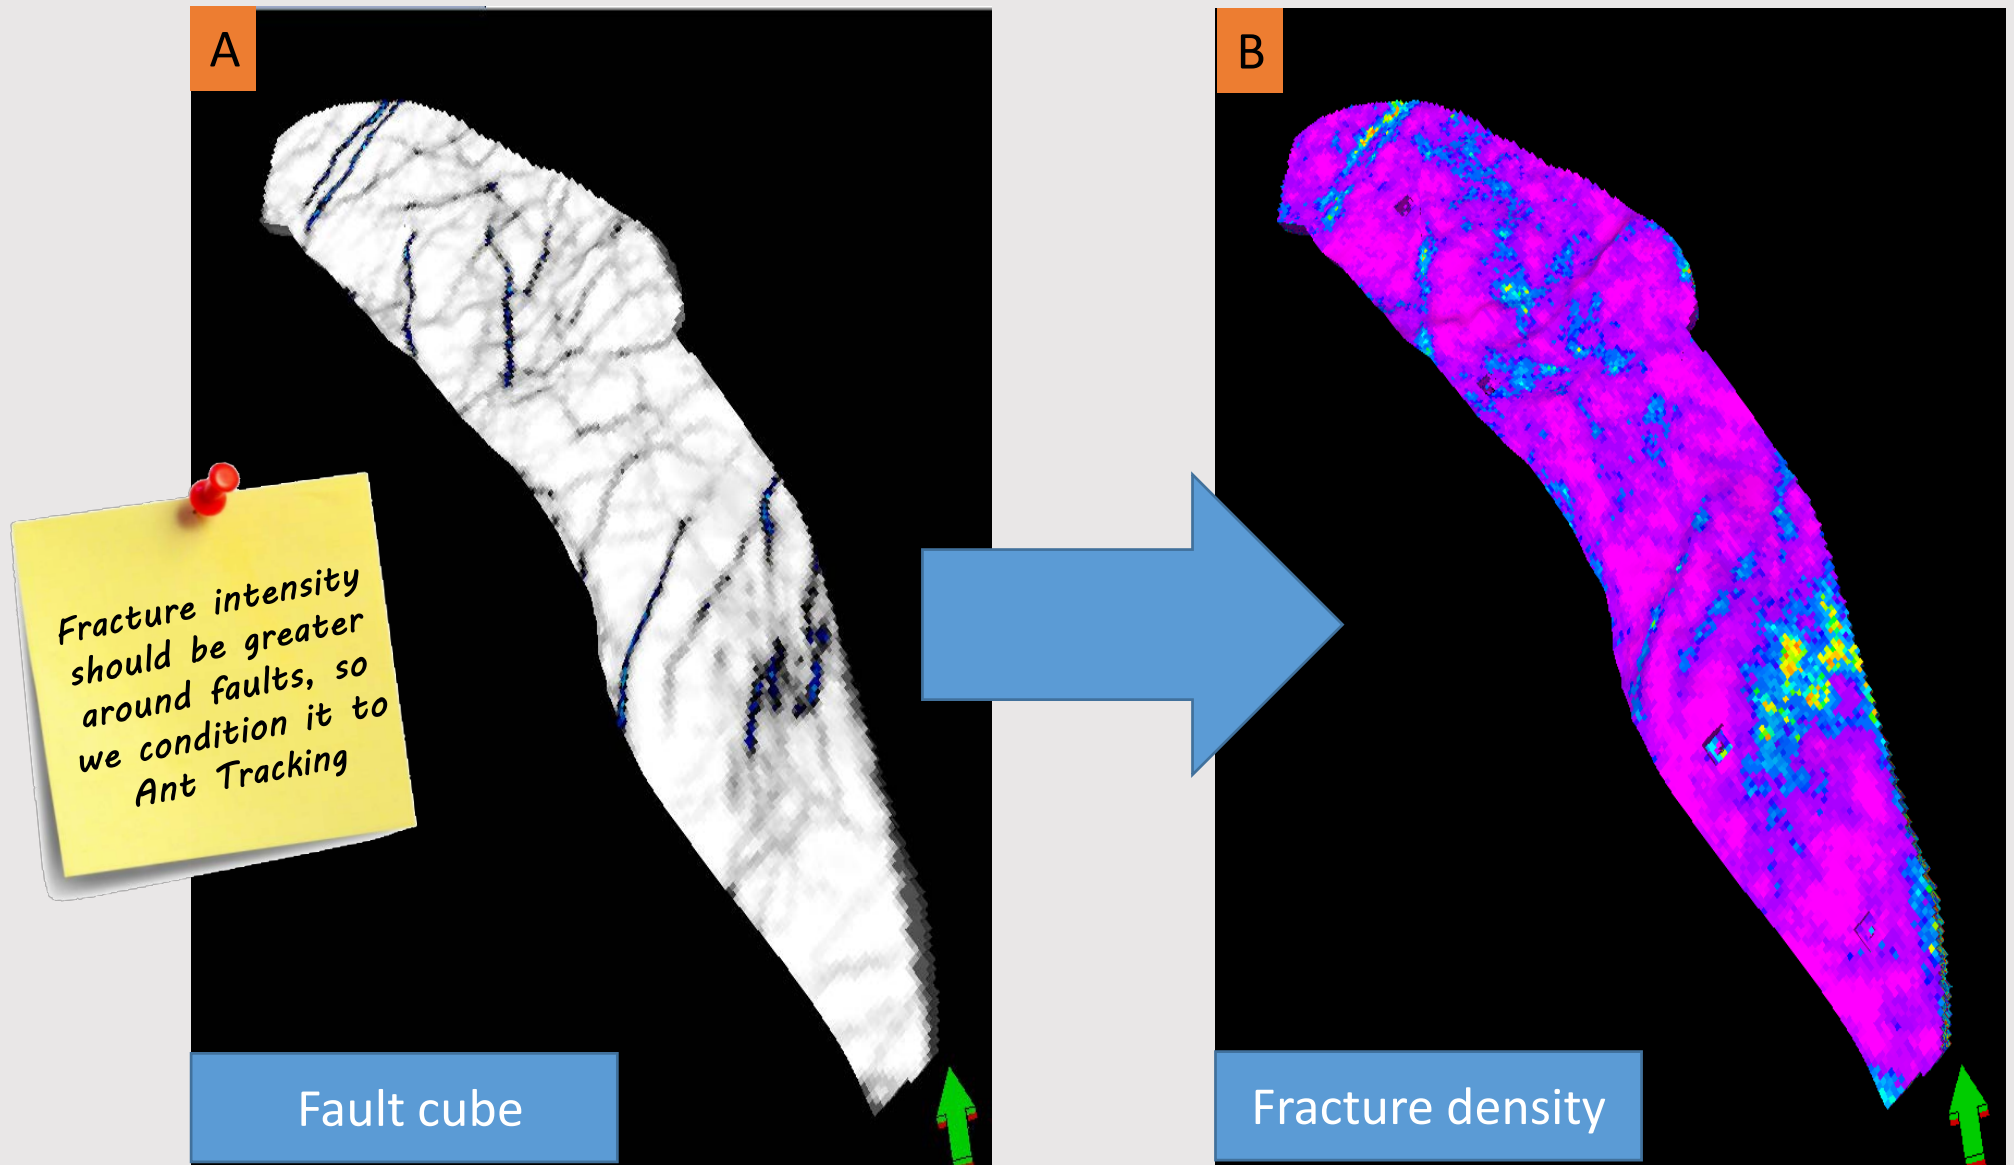 A
B
Fracture intensity
should be greater
around faults, so
we condition it to
Ant Tracking
Fault cube
Fracture density